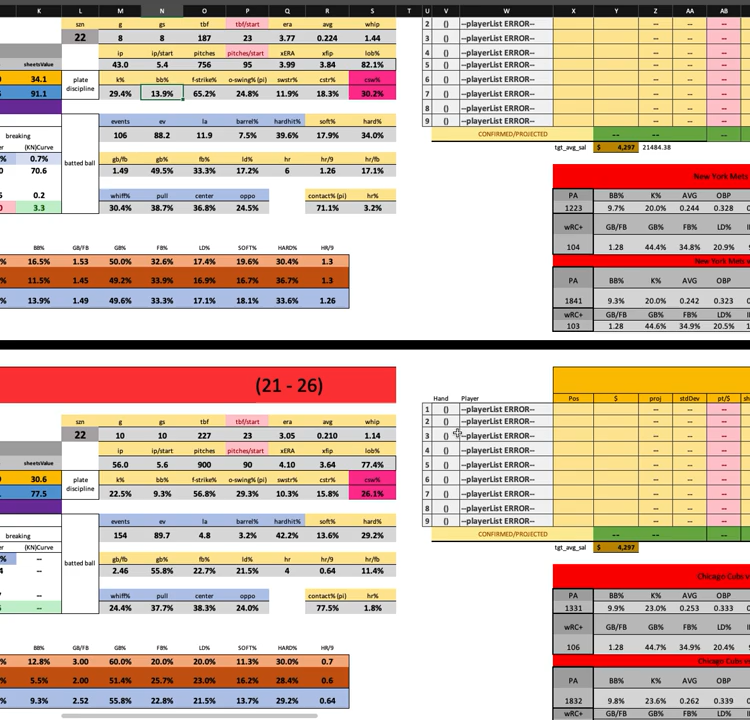 K L M N O P Q R S T U V W X Y Z AA AB
szn g gs tbf tbf/start era avg whip
22 8 8 187 23 3.77 0.224 1.44
ip ip/start pitches pitches/start xERA xfip lob%
sheetsValue 43.0 5.4 756 95 3.99 3.84 82.1%
34.1 plate discipline k% bb% f-strike% o-swing% (pi) swstr% cstr% csw%
91.1 29.4% 13.9% 65.2% 24.8% 11.9% 18.3% 30.2%
events ev la barrel% hardhit% soft% hard%
breaking 106 88.2 11.9 7.5% 39.6% 17.9% 34.0%
(KN)Curve
0.7% batted ball gb/fb gb% fb% ld% hr hr/9 hr/fb
70.6 1.49 49.5% 33.3% 17.2% 6 1.26 17.1%
0.2 whiff% pull center oppo contact% (pi) hr%
3.3 30.4% 38.7% 36.8% 24.5% 71.1% 3.2%
BB% GB/FB GB% FB% LD% SOFT% HARD% HR/9
16.5% 1.53 50.0% 32.6% 17.4% 19.6% 30.4% 1.3
11.5% 1.45 49.2% 33.9% 16.9% 16.7% 36.7% 1.3
13.9% 1.49 49.6% 33.3% 17.1% 18.1% 33.6% 1.26
2 () --playerList ERROR-- -- -- --
3 () --playerList ERROR-- -- --
4 () --playerList ERROR-- -- --
5 () --playerList ERROR-- -- --
6 () --playerList ERROR-- -- --
7 () --playerList ERROR-- -- --
8 () --playerList ERROR-- -- --
9 () --playerList ERROR-- -- --
CONFIRMED/PROJECTED -- -- --
tgt_avg_sal $ 4,297 21484.38
New York Mets
PA BB% K% AVG OBP
1223 9.7% 20.0% 0.244 0.328
wRC+ GB/FB GB% FB% LD%
104 1.28 44.4% 34.8% 20.9%
New York Mets
PA BB% K% AVG OBP
1841 9.3% 20.0% 0.242 0.323
wRC+ GB/FB GB% FB% LD%
103 1.28 44.6% 34.9% 20.5%
(21 - 26)
szn g gs tbf tbf/start era avg whip
22 10 10 227 23 3.05 0.210 1.14
ip ip/start pitches pitches/start xERA xfip lob%
sheetsValue 56.0 5.6 900 90 4.10 3.64 77.4%
30.6 plate discipline k% bb% f-strike% o-swing% (pi) swstr% cstr% csw%
77.5 22.5% 9.3% 56.8% 29.3% 10.3% 15.8% 26.1%
events ev la barrel% hardhit% soft% hard%
breaking 154 89.7 4.8 3.2% 42.2% 13.6% 29.2%
(KN)Curve
-- batted ball gb/fb gb% fb% ld% hr hr/9 hr/fb
-- 2.46 55.8% 22.7% 21.5% 4 0.64 11.4%
-- whiff% pull center oppo contact% (pi) hr%
-- 24.4% 37.7% 38.3% 24.0% 77.5% 1.8%
BB% GB/FB GB% FB% LD% SOFT% HARD% HR/9
12.8% 3.00 60.0% 20.0% 20.0% 11.3% 30.0% 0.7
5.5% 2.00 51.4% 25.7% 23.0% 16.2% 28.4% 0.6
9.3% 2.52 55.8% 22.8% 21.5% 13.7% 29.2% 0.64
Hand Player Pos $ proj stdDev pt/$
1 () --playerList ERROR-- -- --
2 () --playerList ERROR-- -- --
3 () --playerList ERROR-- -- --
4 () --playerList ERROR-- -- --
5 () --playerList ERROR-- -- --
6 () --playerList ERROR-- -- --
7 () --playerList ERROR-- -- --
8 () --playerList ERROR-- -- --
9 () --playerList ERROR-- -- --
CONFIRMED/PROJECTED -- -- --
tgt_avg_sal $ 4,297
Chicago Cubs
PA BB% K% AVG OBP
1331 9.9% 23.0% 0.253 0.333
wRC+ GB/FB GB% FB% LD%
106 1.28 44.7% 34.9% 20.4%
Chicago Cubs
PA BB% K% AVG OBP
1832 9.8% 23.6% 0.262 0.339
wRC+ GB/FB GB% FB% LD%